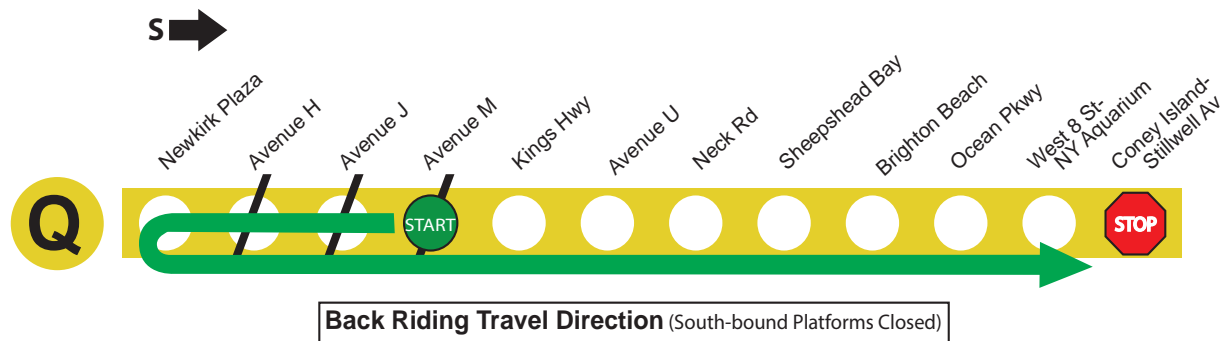 S
Newkirk Plaza
Avenue H
Avenue J
Avenue M
Kings Hwy
Avenue U
Neck Rd
Sheepshead Bay
Brighton Beach
Ocean Pkwy
West 8 St-
NY Aquarium
Coney Island-
Stillwell Av
Q
START
STOP
Back Riding Travel Direction (South-bound Platforms Closed)